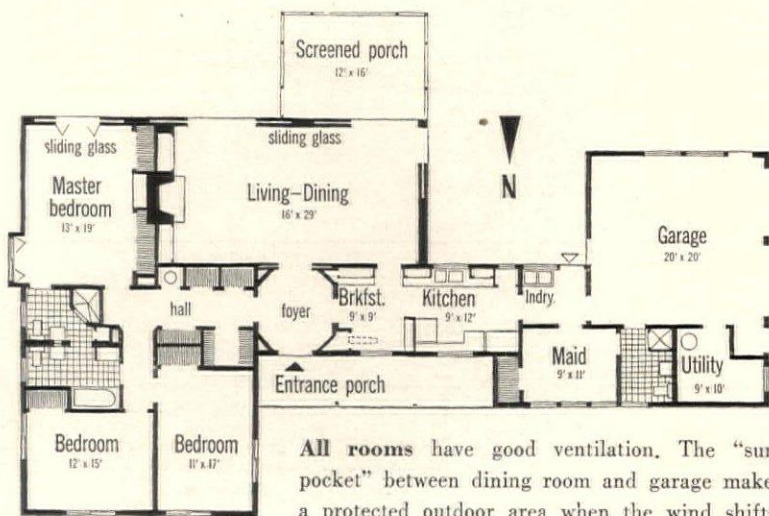 Screened porch
12' x 16'
sliding glass
sliding glass
Master
bedroom
13' x 19'
Living–Dining
16' x 29'
N
Garage
20' x 20'
hall
foyer
Brkfst.
9' x 9'
Kitchen
9' x 12'
lndry.
Maid
9' x 11'
Utility
9' x 10'
Entrance porch
Bedroom
12' x 15'
Bedroom
11' x 17'
All rooms have good ventilation. The “sun
pocket” between dining room and garage make
a protected outdoor area when the wind shifts